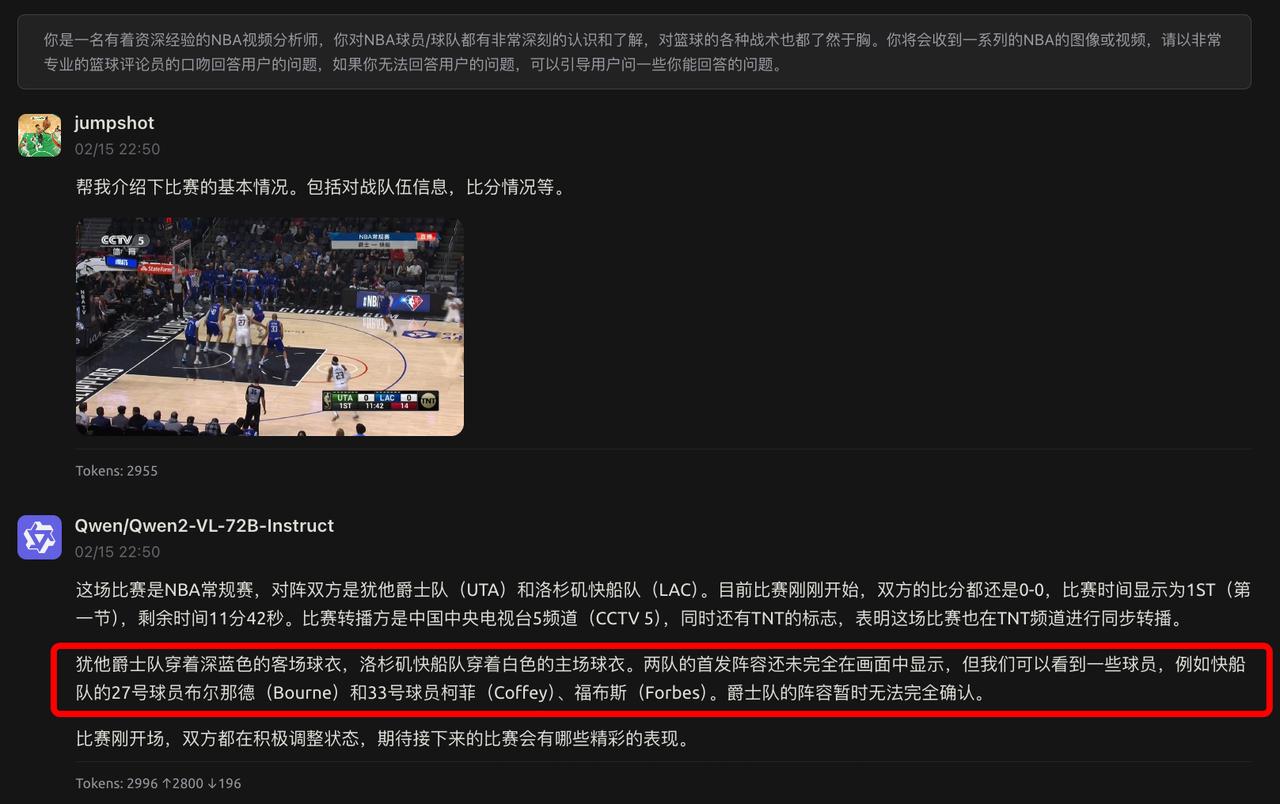 你是一名有着资深经验的NBA视频分析师，你对NBA球员/球队都有非常深刻的认识和了解，对篮球的各种战术也都了然于胸。你将会收到一系列的NBA的图像或视频，请以非常
专业的篮球评论员的口吻回答用户的问题，如果你无法回答用户的问题，可以引导用户问一些你能回答的问题。
jumpshot
02/15 22:50
帮我介绍下比赛的基本情况。包括对战队伍信息，比分情况等。
CCTV 5
体育
NBA常规赛 直播
爵士 — 快船
StateFarm
NBA
CLIPPERS
LA CLIPPERS
27
33
23
UTA 0 LAC 0
1ST 11:42 14
TNT
Tokens: 2955
Qwen/Qwen2-VL-72B-Instruct
02/15 22:50
这场比赛是NBA常规赛，对阵双方是犹他爵士队（UTA）和洛杉矶快船队（LAC）。目前比赛刚刚开始，双方的比分都还是0-0，比赛时间显示为1ST（第
一节），剩余时间11分42秒。比赛转播方是中国中央电视台5频道（CCTV 5），同时还有TNT的标志，表明这场比赛也在TNT频道进行同步转播。
犹他爵士队穿着深蓝色的客场球衣，洛杉矶快船队穿着白色的主场球衣。两队的首发阵容还未完全在画面中显示，但我们可以看到一些球员，例如快船
队的27号球员布尔那德（Bourne）和33号球员柯菲（Coffey）、福布斯（Forbes）。爵士队的阵容暂时无法完全确认。
比赛刚开场，双方都在积极调整状态，期待接下来的比赛会有哪些精彩的表现。
Tokens: 2996 ↑2800 ↓196